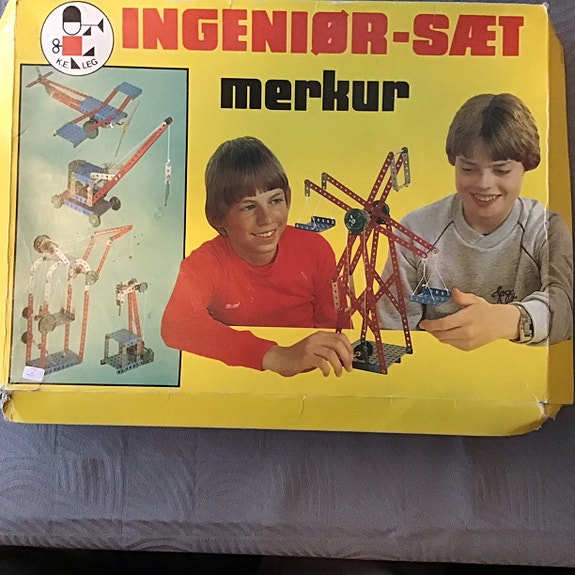 K.E. LEG
INGENIØR-SÆT
merkur